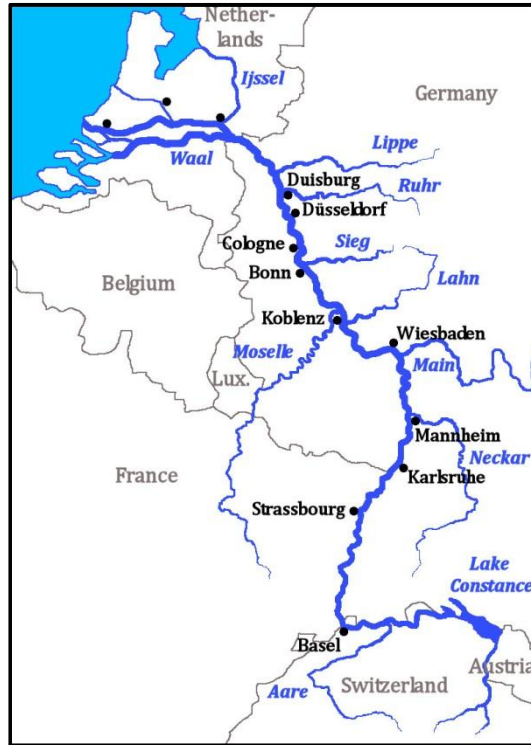 Nether-
lands
Ijssel
Germany
Lippe
Waal
Ruhr
Duisburg
Düsseldorf
Sieg
Cologne
Bonn
Belgium
Lahn
Koblenz
Wiesbaden
Moselle
Main
Lux.
Mannheim
Neckar
France
Karlsruhe
Strassbourg
Lake
Constance
Basel
Austria
Aare
Switzerland